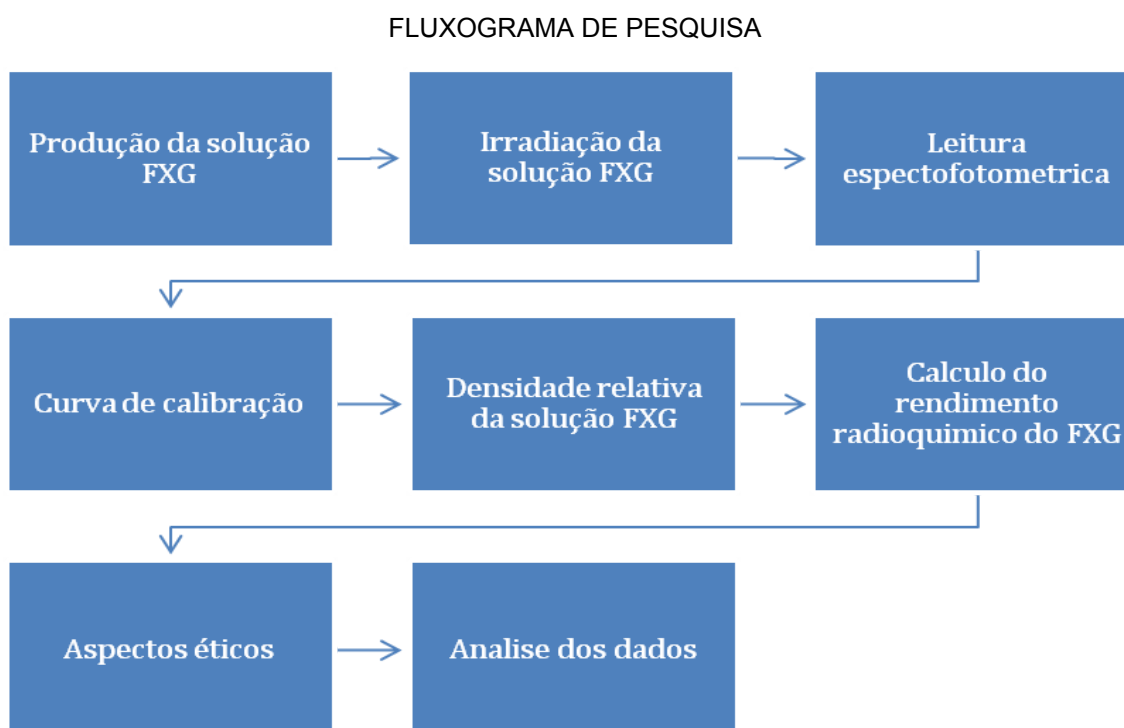 FLUXOGRAMA DE PESQUISA
Produção da solução
FXG
Irradiação da
solução FXG
Leitura
espectofotometrica
Curva de calibração
Densidade relativa
da solução FXG
Calculo do
rendimento
radioquimico do FXG
Aspectos éticos
Analise dos dados